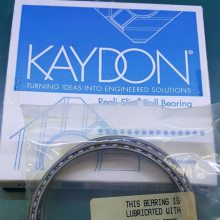 KAYDON
TURNING IDEAS INTO ENGINEERED SOLUTIONS
Reali-Slim Ball Bearing
THIS BEARING IS
LUBRICATED WITH